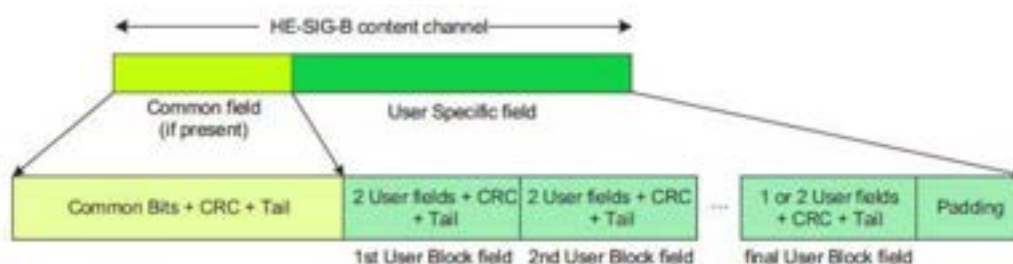 HE-SIG-B content channel
Common field
(if present)
User Specific field
Common Bits + CRC + Tail
2 User fields + CRC
+ Tail
2 User fields + CRC
+ Tail
...
1 or 2 User fields
+ CRC + Tail
Padding
1st User Block field
2nd User Block field
final User Block field